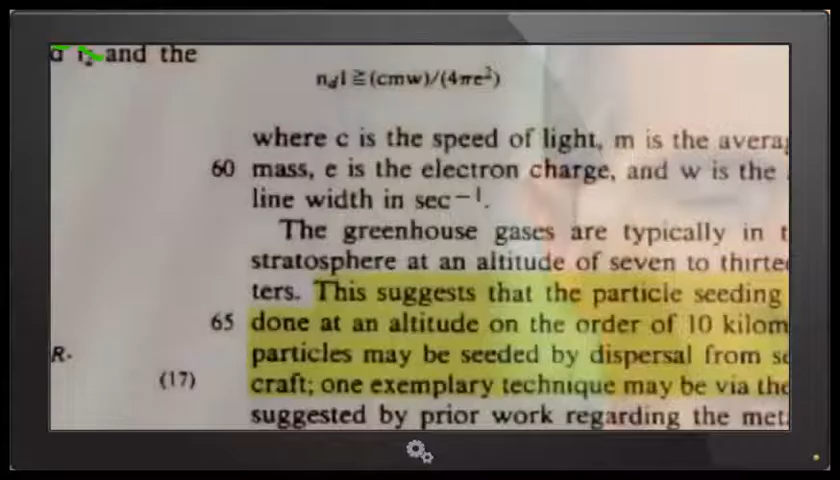 and the
n_d l ≧ (cmw)/(4πe²)
where c is the speed of light, m is the avera
60 mass, e is the electron charge, and w is the
line width in sec⁻¹.
The greenhouse gases are typically in t
stratosphere at an altitude of seven to thirte
ters. This suggests that the particle seeding
65 done at an altitude on the order of 10 kilom
R- particles may be seeded by dispersal from s
(17) craft; one exemplary technique may be via the
suggested by prior work regarding the met